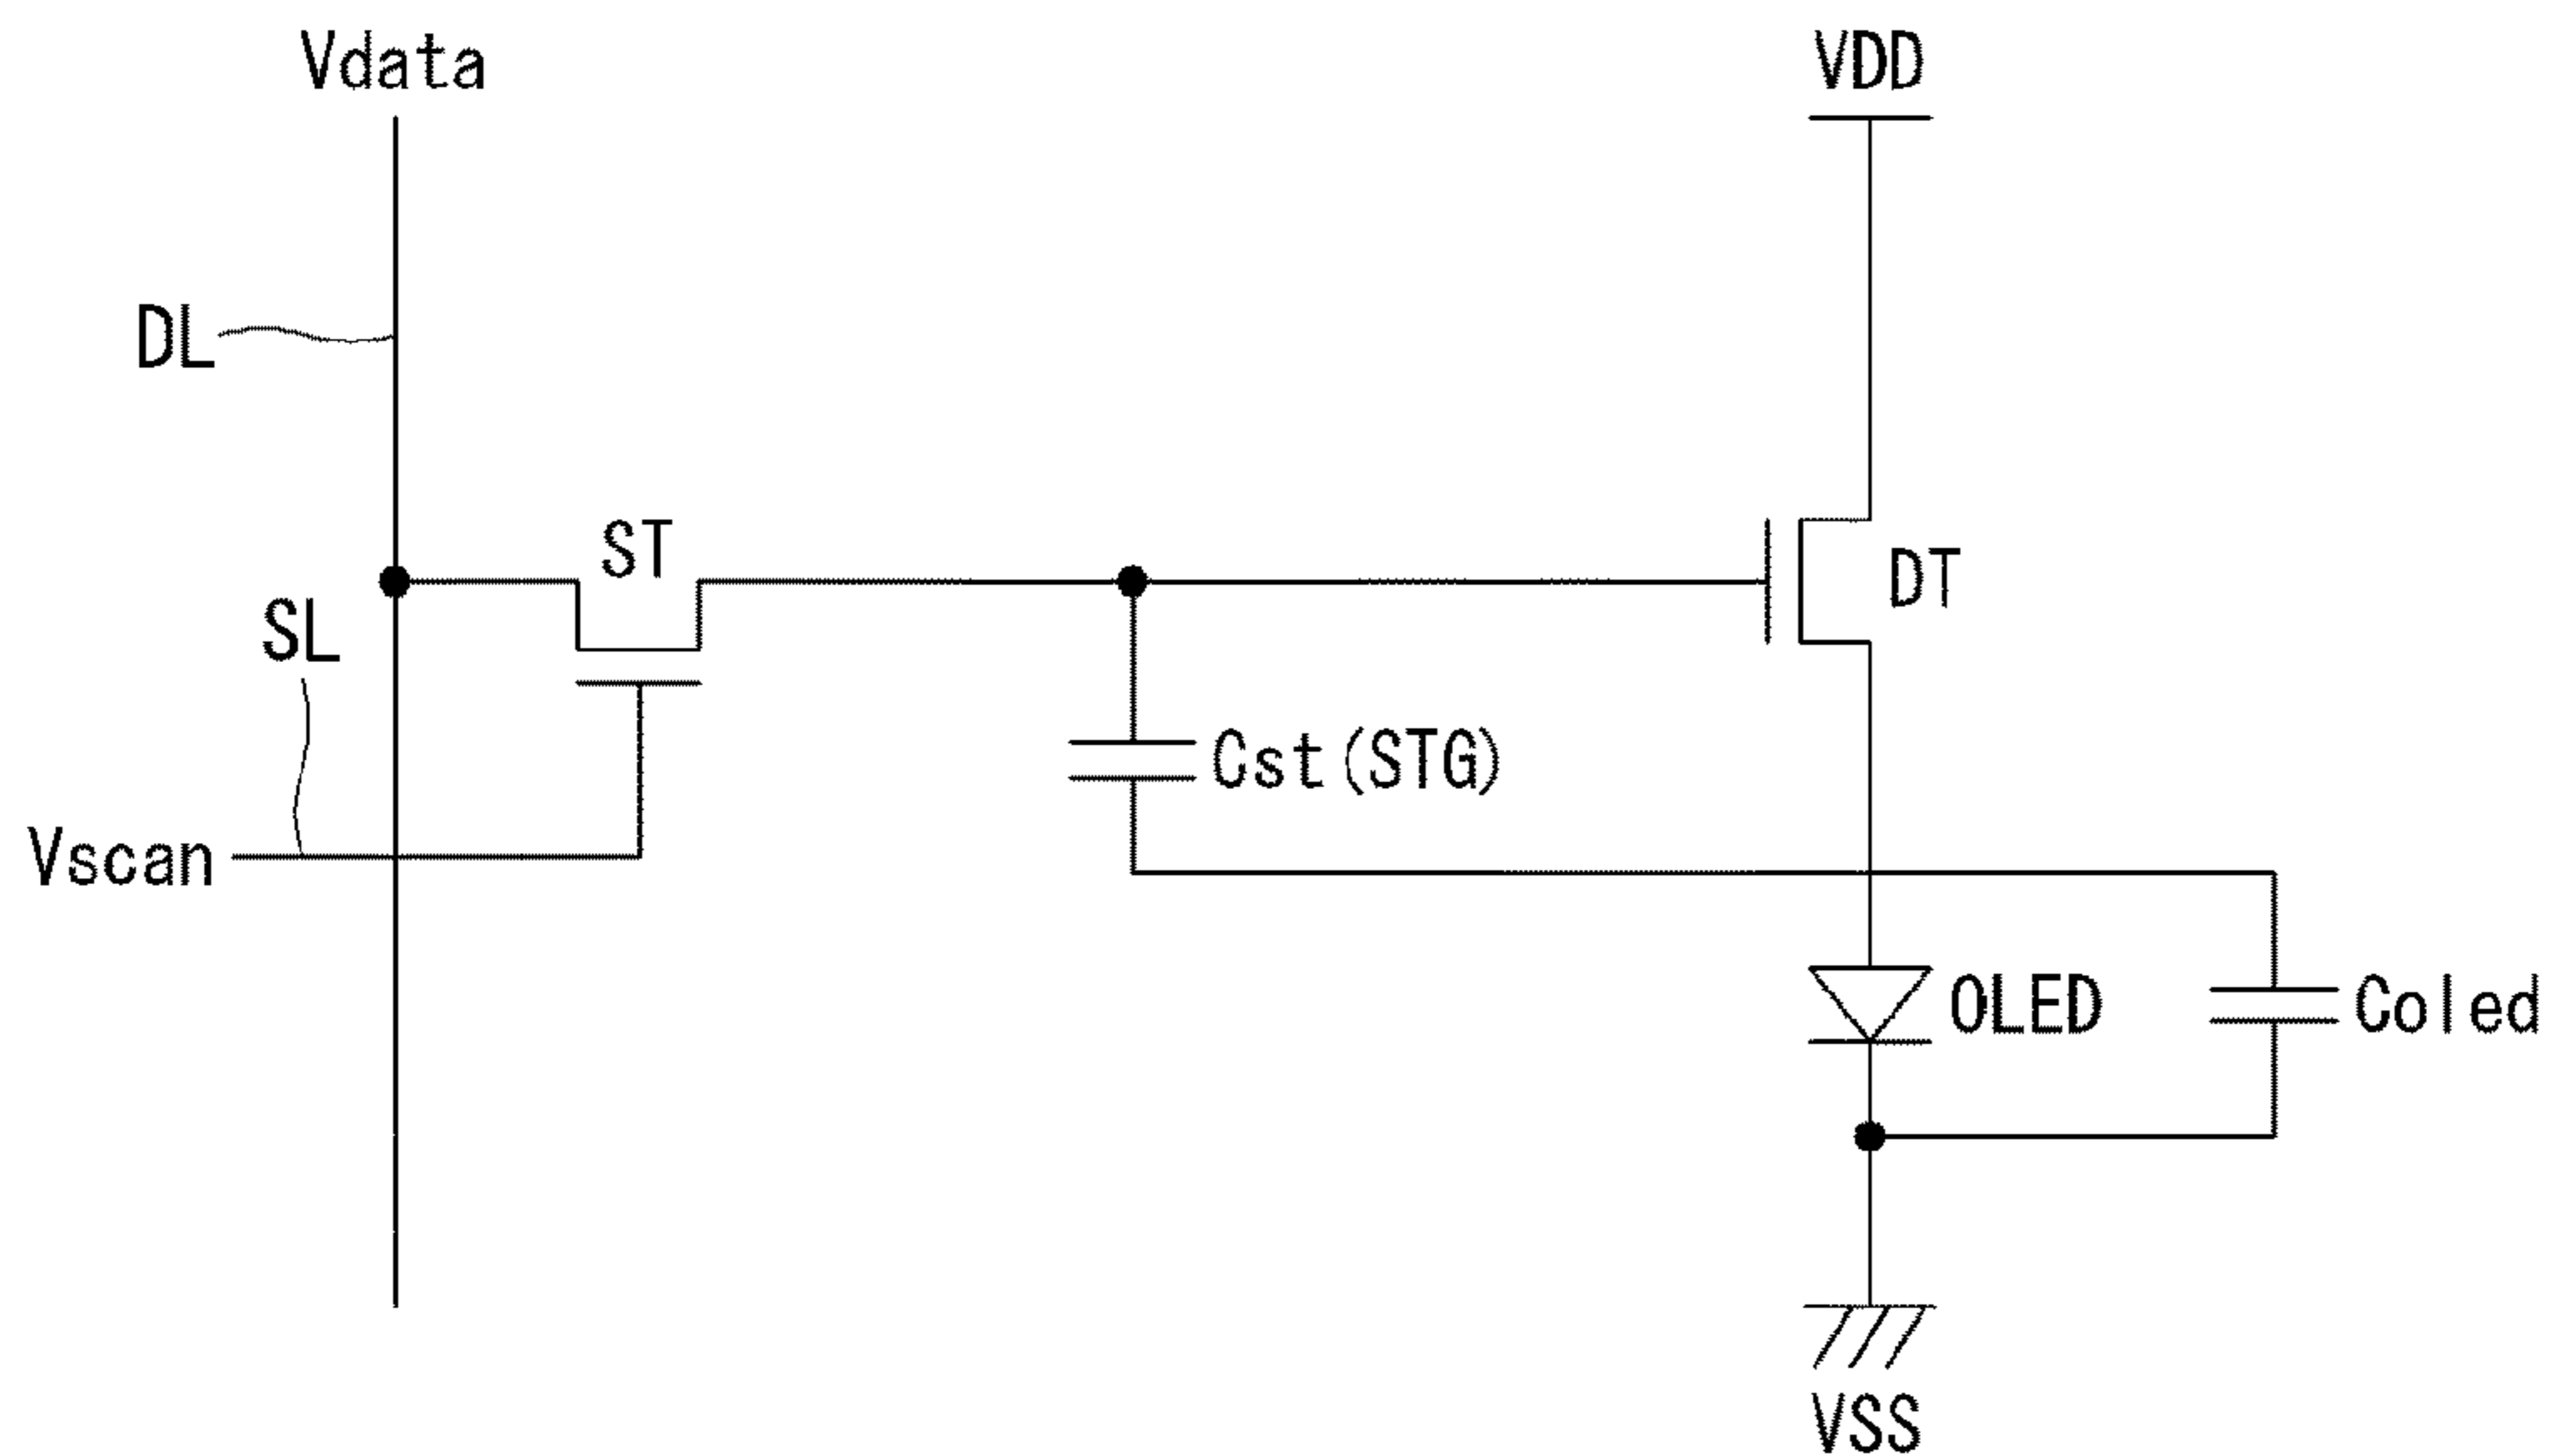 Vdata
VDD
DL
ST
DT
SL
Cst(STG)
Vscan
OLED
Coled
VSS